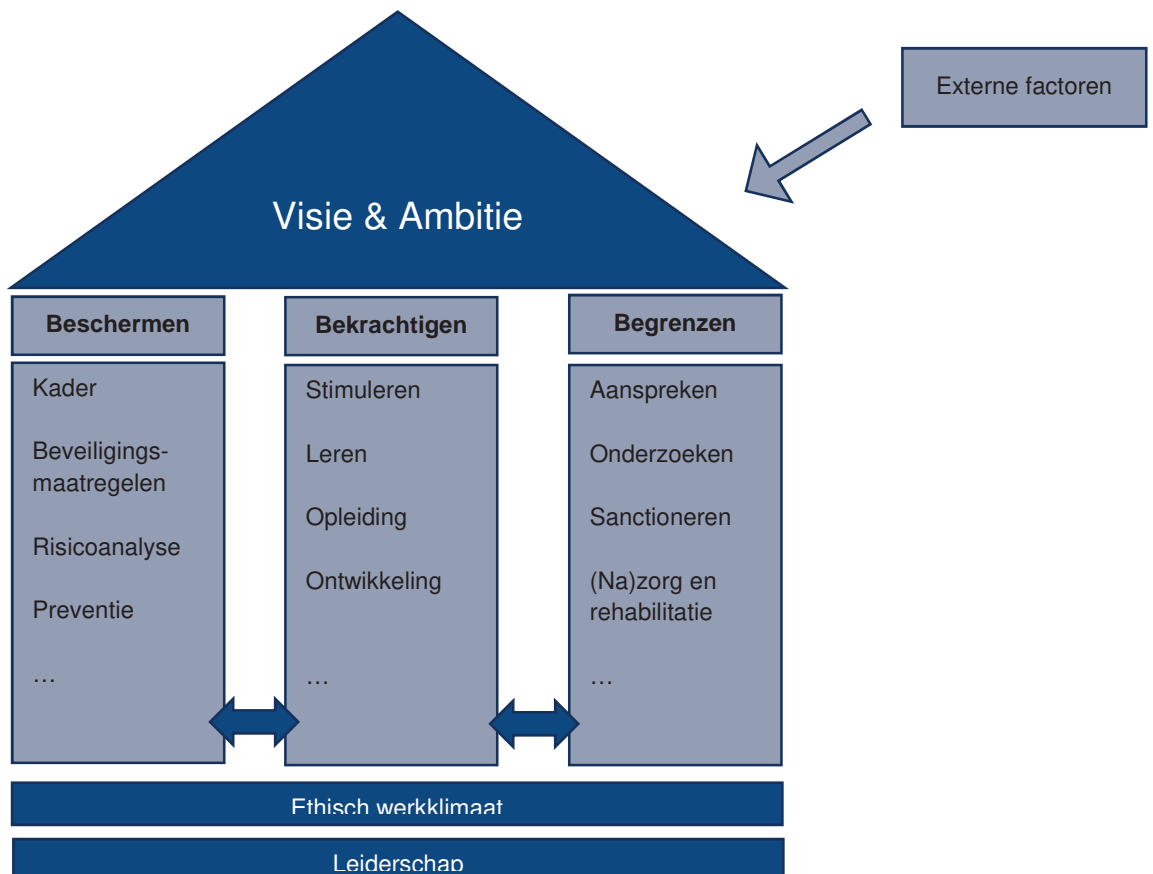 Externe factoren
Visie & Ambitie
Beschermen
Kader
Beveiligings-
maatregelen
Risicoanalyse
Preventie
…
Bekrachtigen
Stimuleren
Leren
Opleiding
Ontwikkeling
…
Begrenzen
Aanspreken
Onderzoeken
Sanctioneren
(Na)zorg en
rehabilitatie
…
Ethisch werkklimaat
Leiderschap